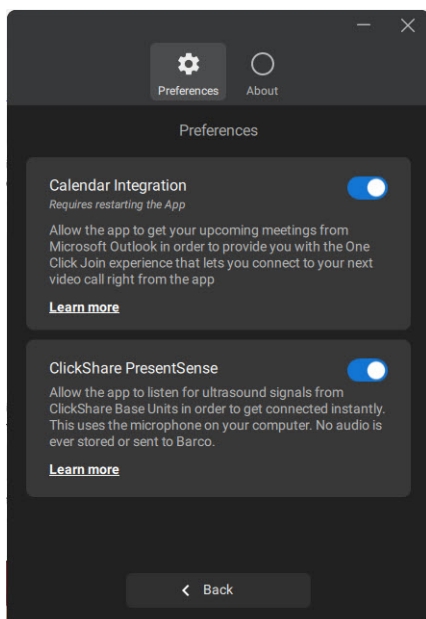 Preferences
About
Preferences
Calendar Integration
Requires restarting the App
Allow the app to get your upcoming meetings from
Microsoft Outlook in order to provide you with the One
Click Join experience that lets you connect to your next
video call right from the app
Learn more
ClickShare PresentSense
Allow the app to listen for ultrasound signals from
ClickShare Base Units in order to get connected instantly.
This uses the microphone on your computer. No audio is
ever stored or sent to Barco.
Learn more
Back